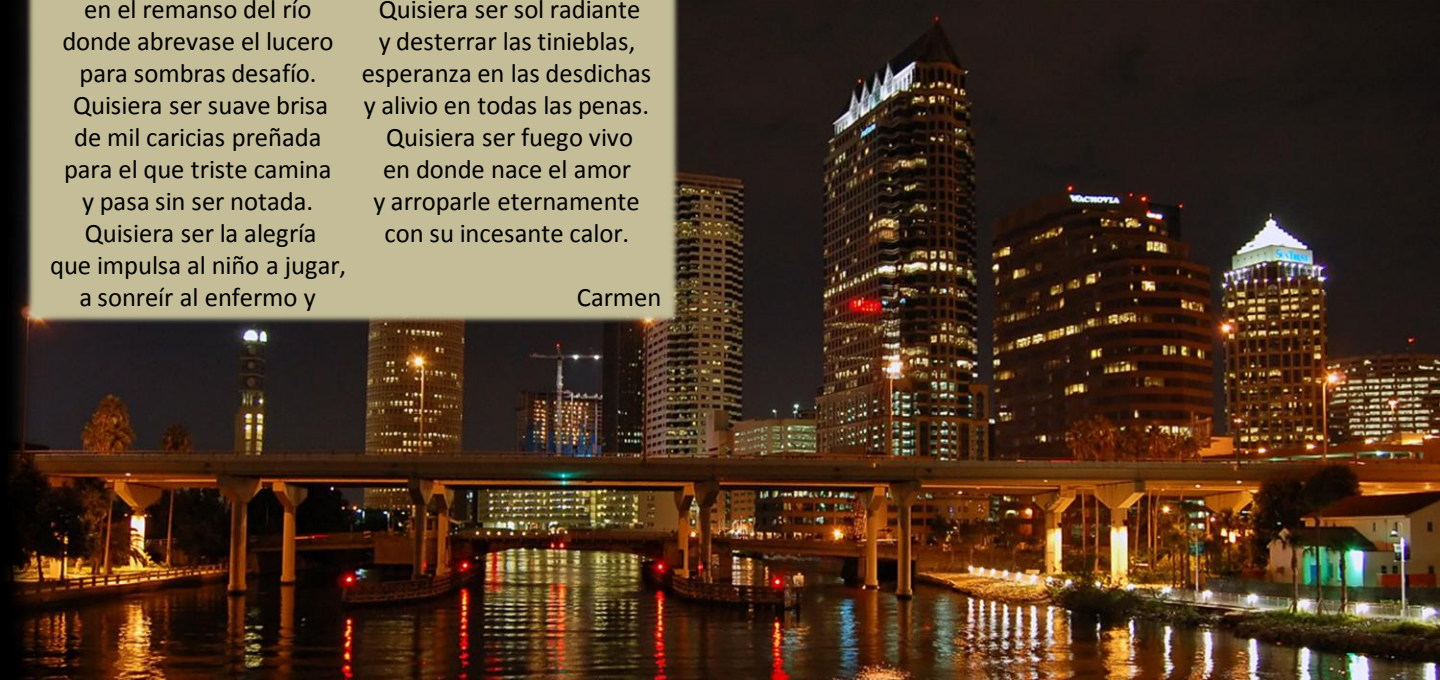 en el remanso del río
donde abrevase el lucero
para sombras desafío.
Quisiera ser suave brisa
de mil caricias preñada
para el que triste camina
y pasa sin ser notada.
Quisiera ser la alegría
que impulsa al niño a jugar,
a sonreír al enfermo y
Quisiera ser sol radiante
y desterrar las tinieblas,
esperanza en las desdichas
y alivio en todas las penas.
Quisiera ser fuego vivo
en donde nace el amor
y arroparle eternamente
con su incesante calor.
Carmen
WACHOVIA
SUNTRUST